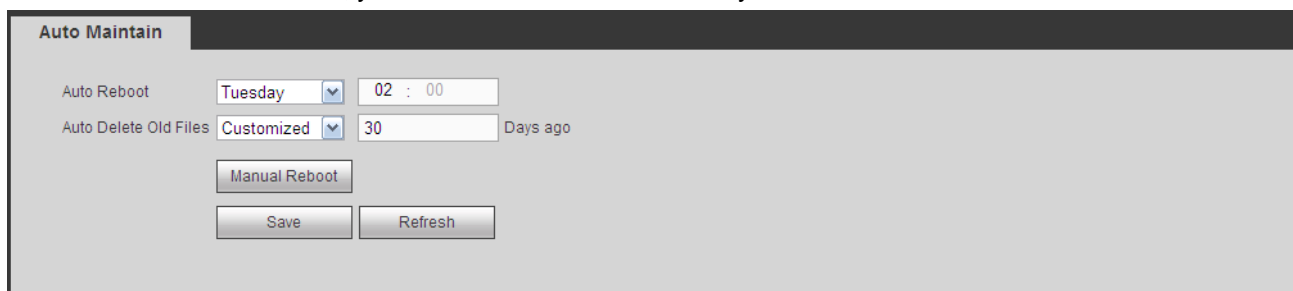 Auto Maintain
Auto Reboot Tuesday 02 : 00
Auto Delete Old Files Customized 30 Days ago
Manual Reboot
Save Refresh